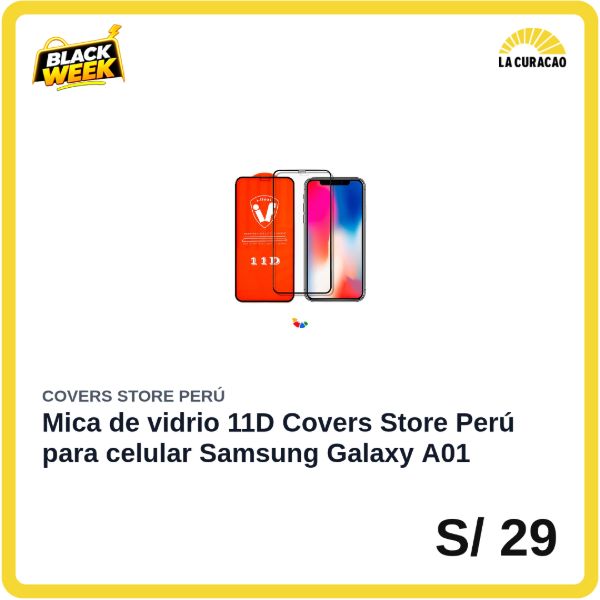 BLACK
WEEK
LA CURACAO
11D
COVERS STORE PERÚ
Mica de vidrio 11D Covers Store Perú
para celular Samsung Galaxy A01
S/ 29